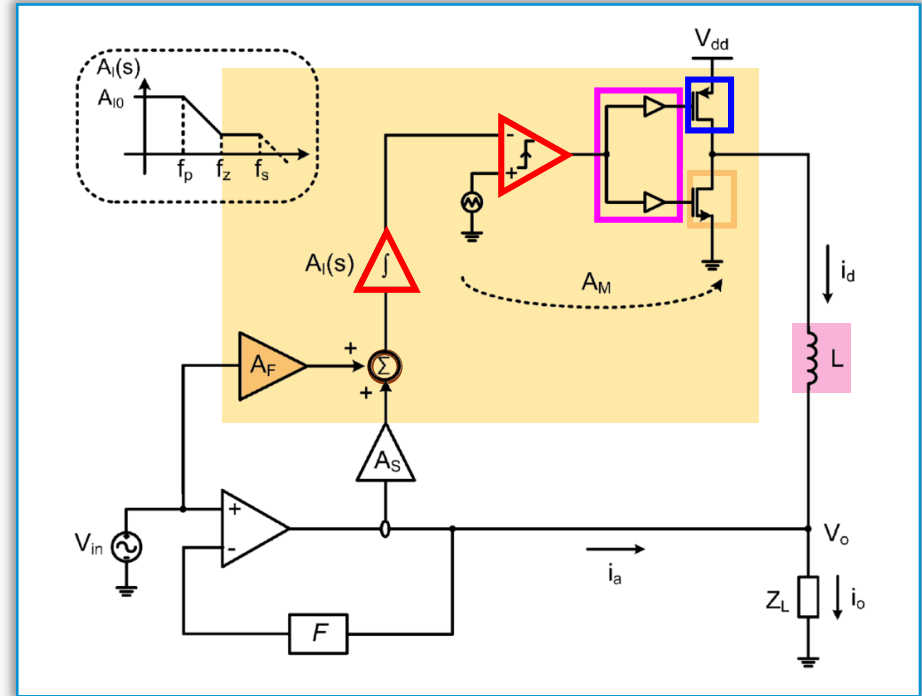 A_I(s)
A_I0
f_p
f_z
f_s
V_dd
-
+
A_I(s)
∫
A_M
i_d
A_F
+
Σ
+
L
A_S
V_in
+
-
V_o
i_a
Z_L
i_o
F